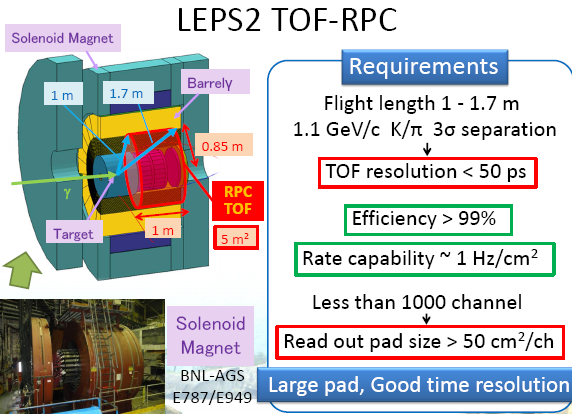 LEPS2 TOF-RPC
Solenoid Magnet
1 m
1.7 m
Barrely
0.85 m
γ
RPC
TOF
Target
1 m
5 m²
Solenoid
Magnet
BNL-AGS
E787/E949
Requirements
Flight length 1 - 1.7 m
1.1 GeV/c K/π 3σ separation
TOF resolution < 50 ps
Efficiency > 99%
Rate capability ~ 1 Hz/cm²
Less than 1000 channel
Read out pad size > 50 cm²/ch
Large pad, Good time resolution